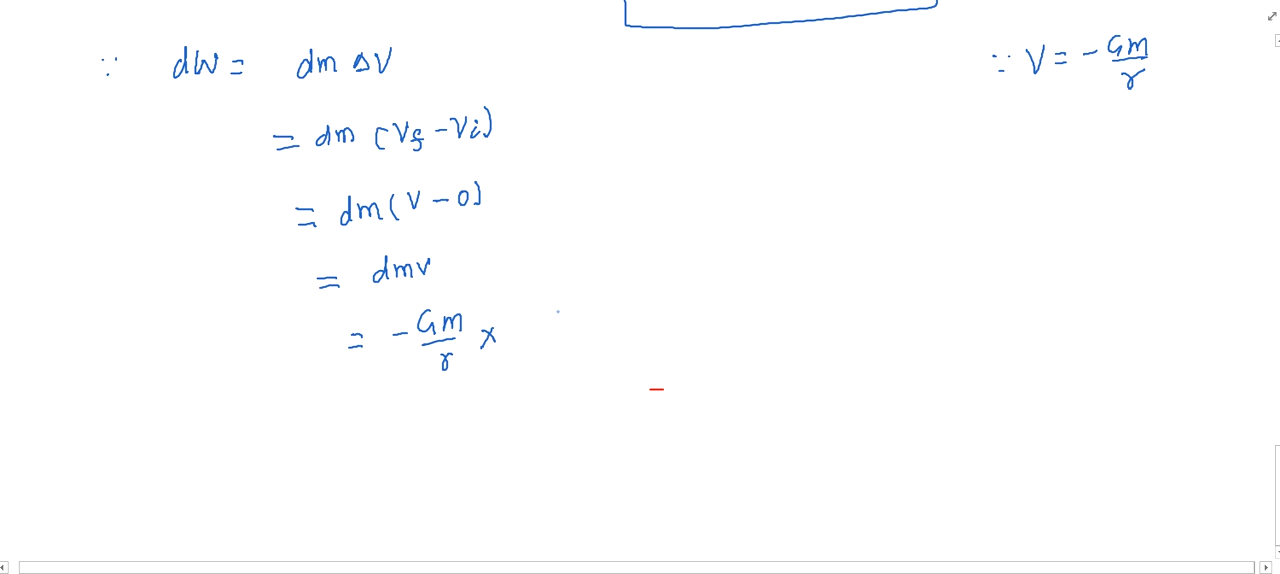 ∵ dW = dm ΔV ∵ V = - Gm/r
= dm (Vf - Vi)
= dm (V - 0)
= dmv
= - Gm/r ×